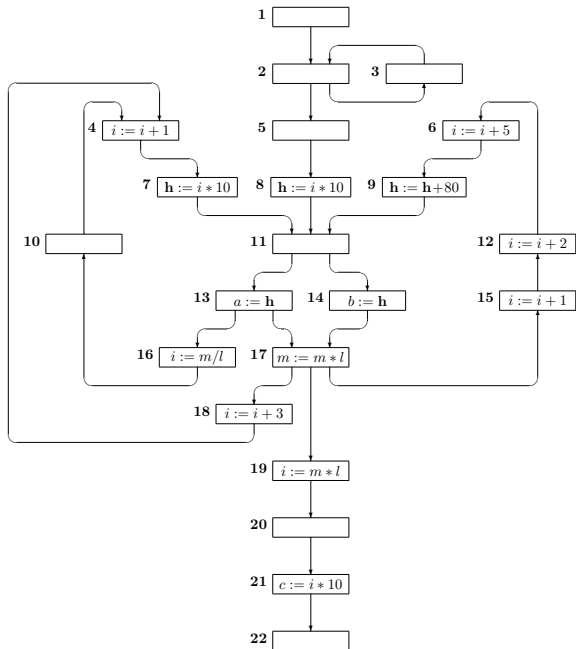 1
2
3
4 i := i + 1
5
6 i := i + 5
7 h := i ∗ 10
8 h := i ∗ 10
9 h := h+80
10
11
12 i := i + 2
13 a := h
14 b := h
15 i := i + 1
16 i := m/l
17 m := m ∗ l
18 i := i + 3
19 i := m ∗ l
20
21 c := i ∗ 10
22